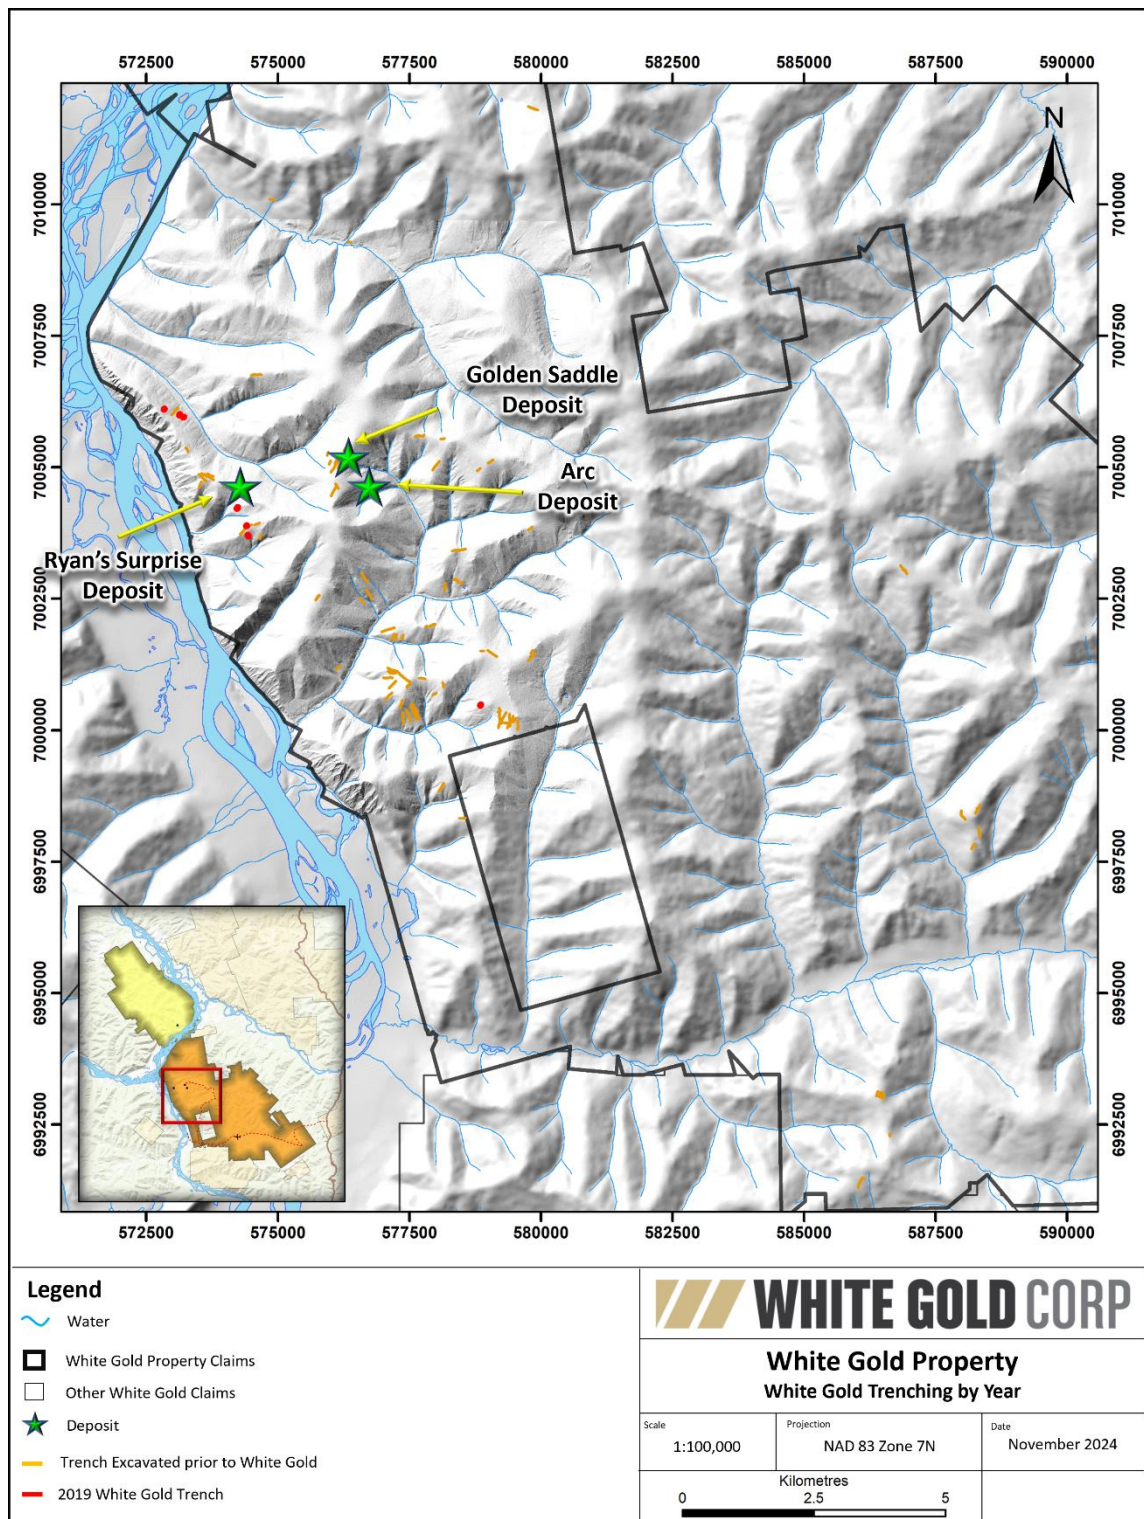 572500 575000 577500 580000 582500 585000 587500 590000
N
7010000
7010000
7007500
7007500
Golden Saddle
Deposit
7005000
7005000
Arc
Deposit
Ryan's Surprise
Deposit
7002500
7002500
7000000
7000000
6997500
6997500
6995000
6995000
6992500
6992500
572500 575000 577500 580000 582500 585000 587500 590000
Legend
Water
White Gold Property Claims
Other White Gold Claims
Deposit
Trench Excavated prior to White Gold
2019 White Gold Trench
WHITE GOLD CORP
White Gold Property
White Gold Trenching by Year
Scale
1:100,000
Projection
NAD 83 Zone 7N
Date
November 2024
Kilometres
0 2.5 5